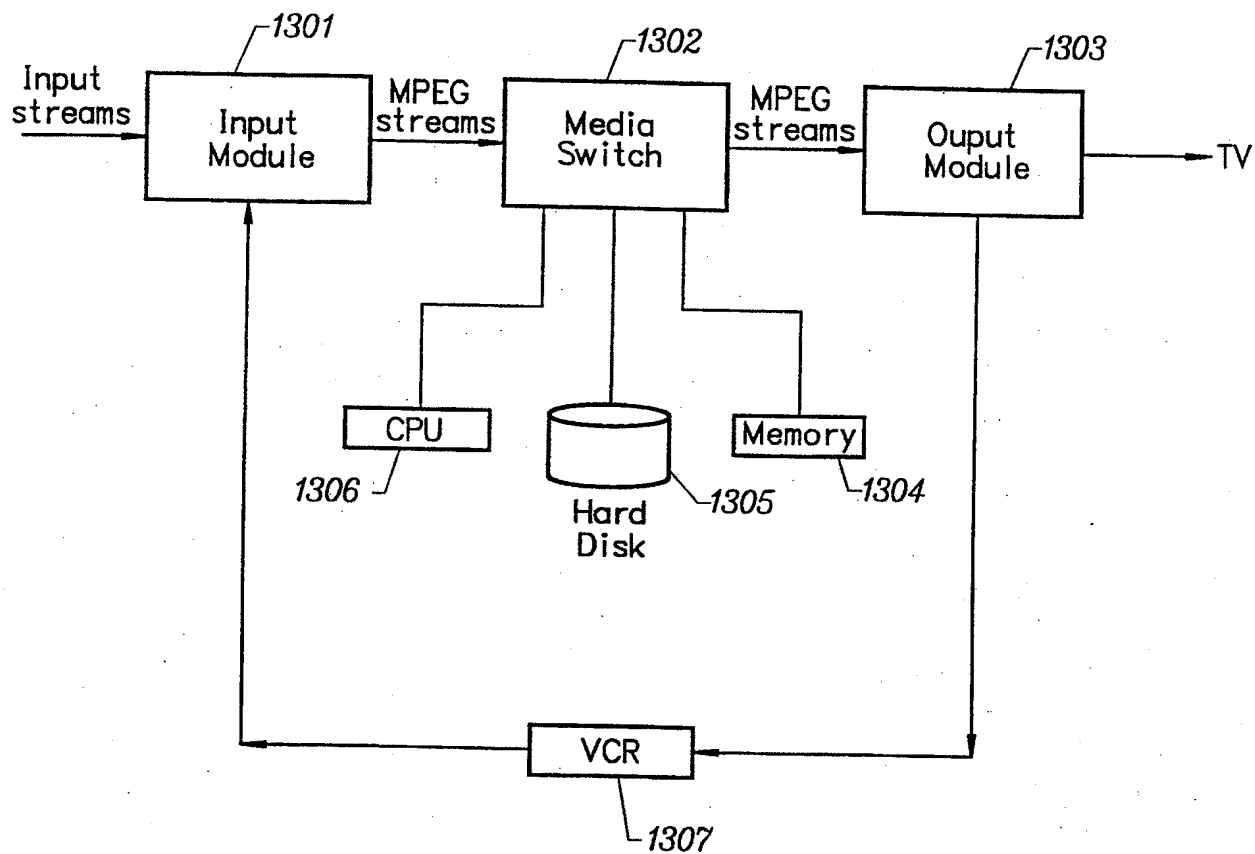 1301
1302
1303
Input
streams
Input
Module
MPEG
streams
Media
Switch
MPEG
streams
Ouput
Module
TV
CPU
1306
Hard
Disk
1305
Memory
1304
VCR
1307